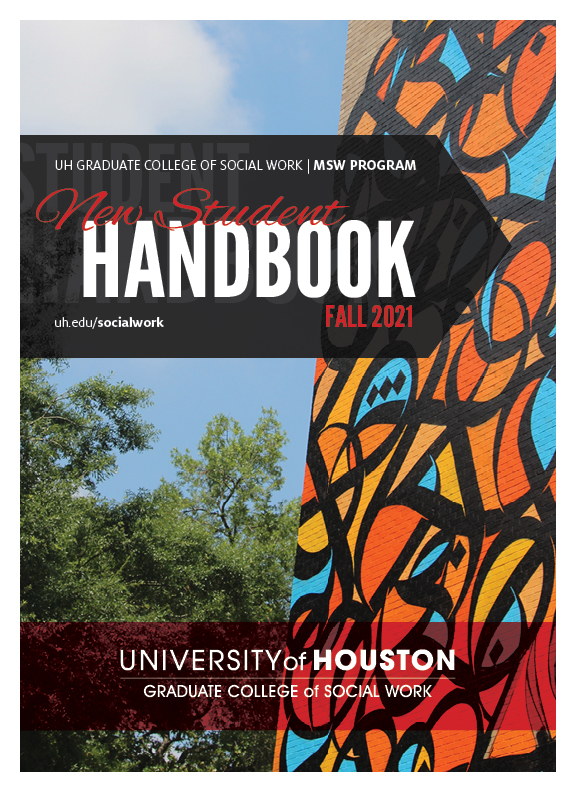 UH GRADUATE COLLEGE OF SOCIAL WORK | MSW PROGRAM
New Student
HANDBOOK
FALL 2021
uh.edu/socialwork
UNIVERSITY of HOUSTON
GRADUATE COLLEGE of SOCIAL WORK